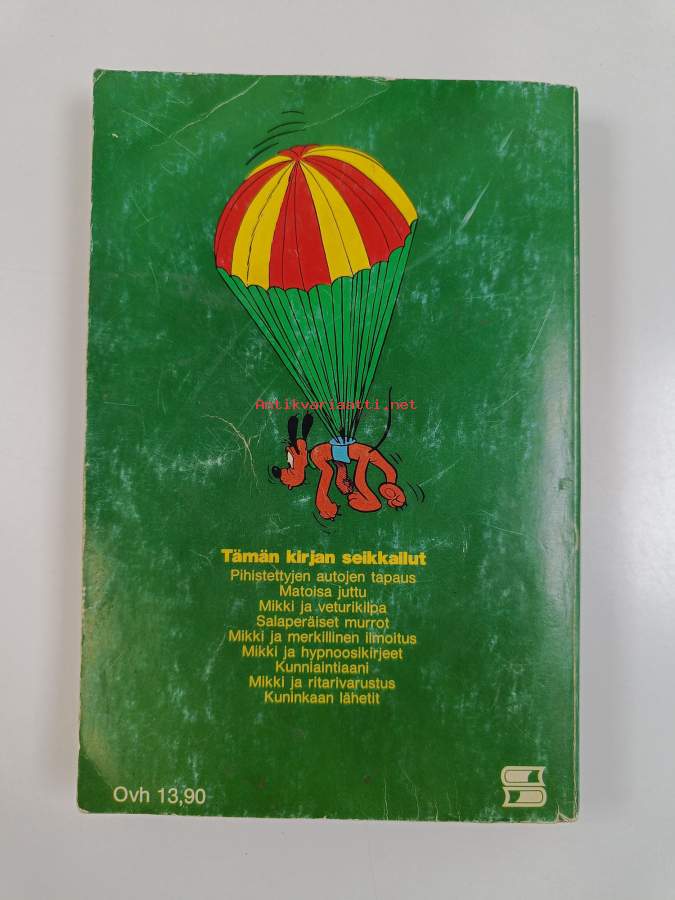 Antikvariaatti.net
Tämän kirjan seikkailut
Pihistettyjen autojen tapaus
Matoisa juttu
Mikki ja veturikilpa
Salaperäiset murrot
Mikki ja merkillinen ilmoitus
Mikki ja hypnoosikirjeet
Kunniaintiaani
Mikki ja ritarivarustus
Kuninkaan lähetit
Ovh 13,90